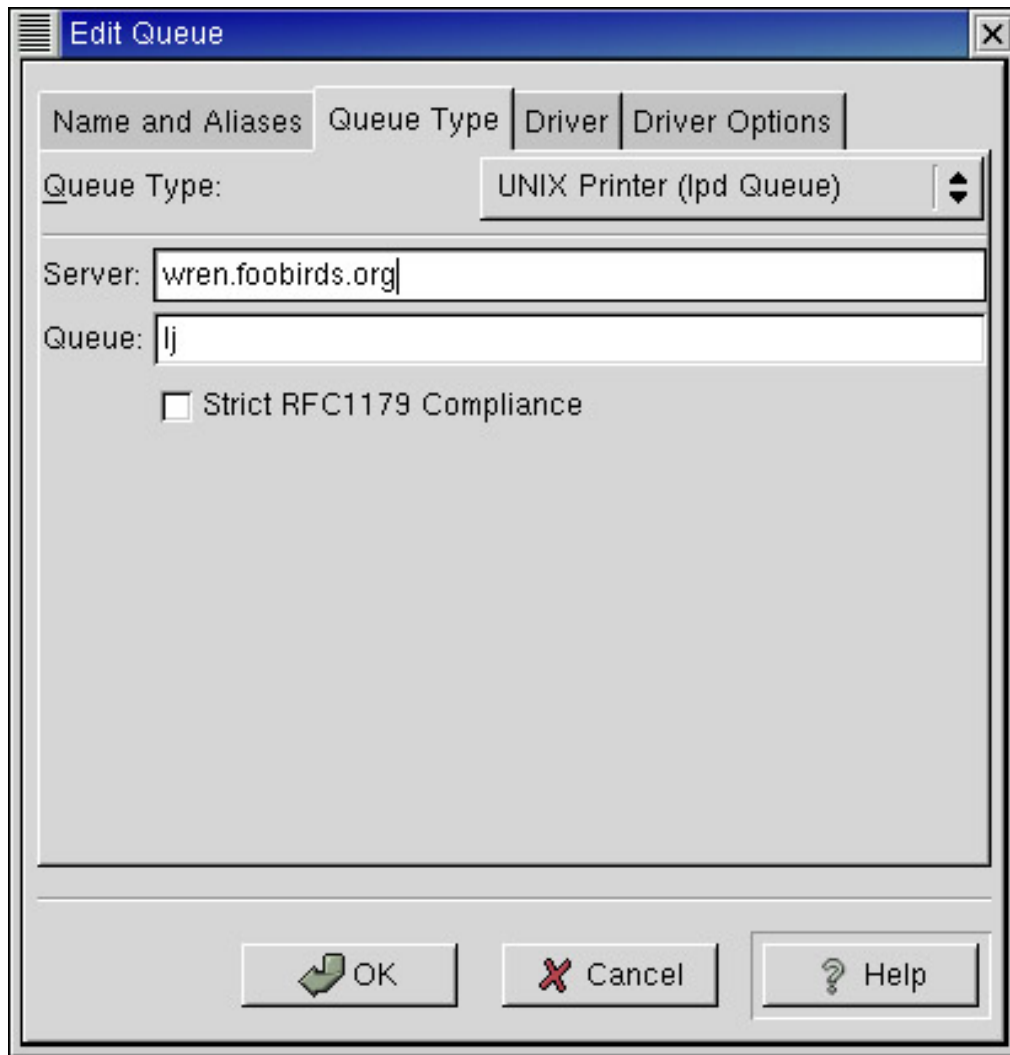 Edit Queue
Name and Aliases Queue Type Driver Driver Options
Queue Type: UNIX Printer (lpd Queue)
Server: wren.foobirds.org
Queue: lj
Strict RFC1179 Compliance
OK Cancel Help